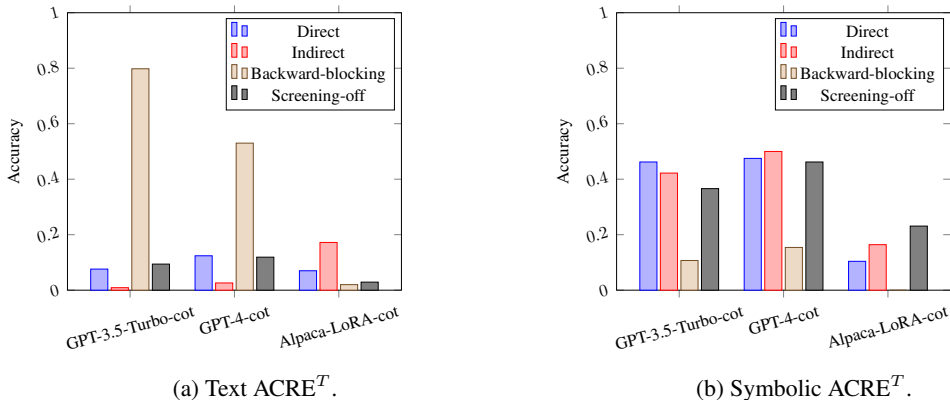 1
0.8
0.6
0.4
0.2
0
Accuracy
Direct
Indirect
Backward-blocking
Screening-off
GPT-3.5-Turbo-cot
GPT-4-cot
Alpaca-LoRA-cot
(a) Text ACRE^T.
1
0.8
0.6
0.4
0.2
0
Accuracy
Direct
Indirect
Backward-blocking
Screening-off
GPT-3.5-Turbo-cot
GPT-4-cot
Alpaca-LoRA-cot
(b) Symbolic ACRE^T.